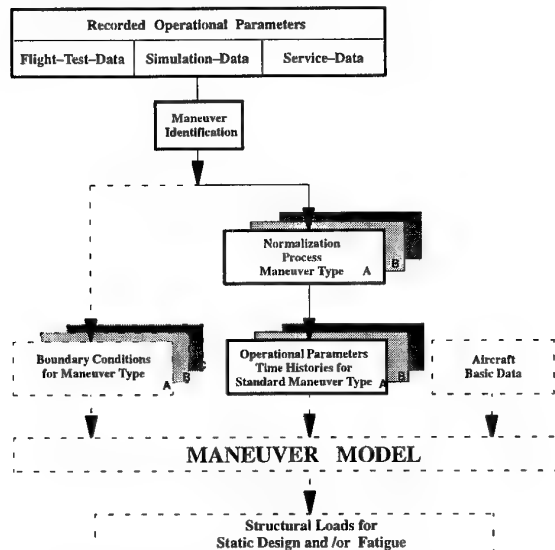 Recorded Operational Parameters
Flight–Test–Data Simulation–Data Service–Data
Maneuver
Identification
Normalization
Process
Maneuver Type A
B
Boundary Conditions
for Maneuver Type
A
B
C
Operational Parameters
Time Histories for
Standard Maneuver Type A
B
Aircraft
Basic Data
MANEUVER MODEL
Structural Loads for
Static Design and /or Fatigue